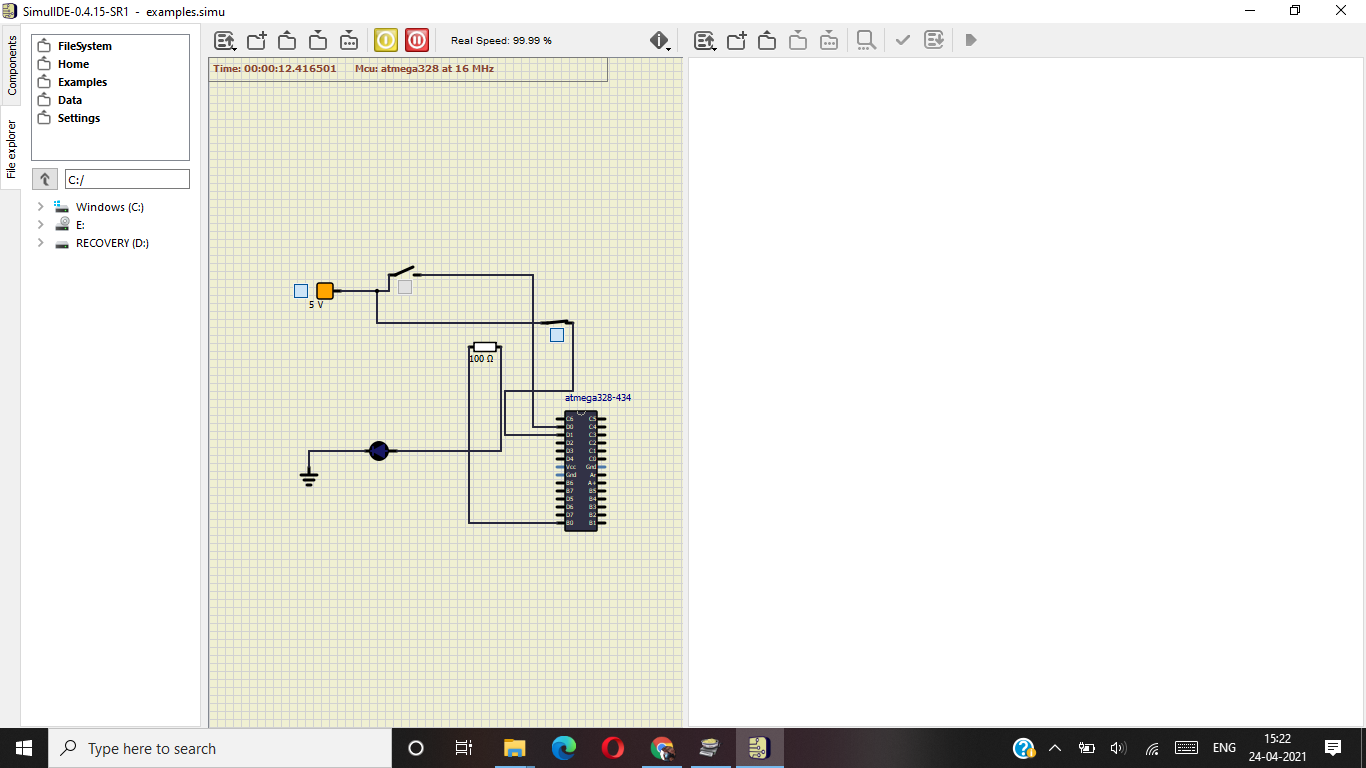 SimulIDE-0.4.15-SR1 - examples.simu
Components
File explorer
FileSystem
Home
Examples
Data
Settings
C:/
Windows (C:)
E:
RECOVERY (D:)
Real Speed: 99.99 %
Time: 00:00:12.416501 Mcu: atmega328 at 16 MHz
5 V
100 Ω
atmega328-434
C6 C5
D0 C4
D1 C3
D2 C2
D3 C1
D4 C0
Vcc Gnd
Gnd Ar
B6 A+
B7 B5
D5 B4
D6 B3
D7 B2
B0 B1
Type here to search
ENG
15:22
24-04-2021